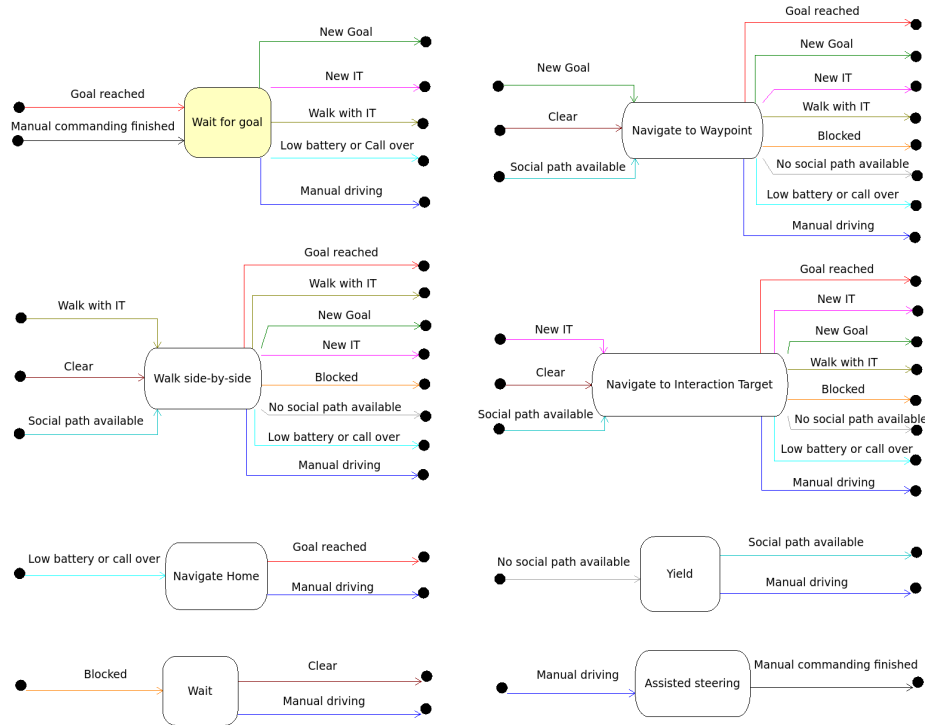 New Goal
New IT
Goal reached
Walk with IT
Manual commanding finished
Wait for goal
Low battery or Call over
Manual driving
Goal reached
New Goal
New Goal
New IT
Walk with IT
Clear
Navigate to Waypoint
Blocked
Social path available
No social path available
Low battery or call over
Manual driving
Goal reached
Walk with IT
Walk with IT
New Goal
New IT
Clear
Walk side-by-side
Blocked
No social path available
Social path available
Low battery or call over
Manual driving
Goal reached
New IT
New IT
New Goal
Walk with IT
Clear
Navigate to Interaction Target
Blocked
Social path available
No social path available
Low battery or call over
Manual driving
Low battery or call over
Navigate Home
Goal reached
Manual driving
No social path available
Yield
Social path available
Manual driving
Blocked
Wait
Clear
Manual driving
Manual driving
Assisted steering
Manual commanding finished